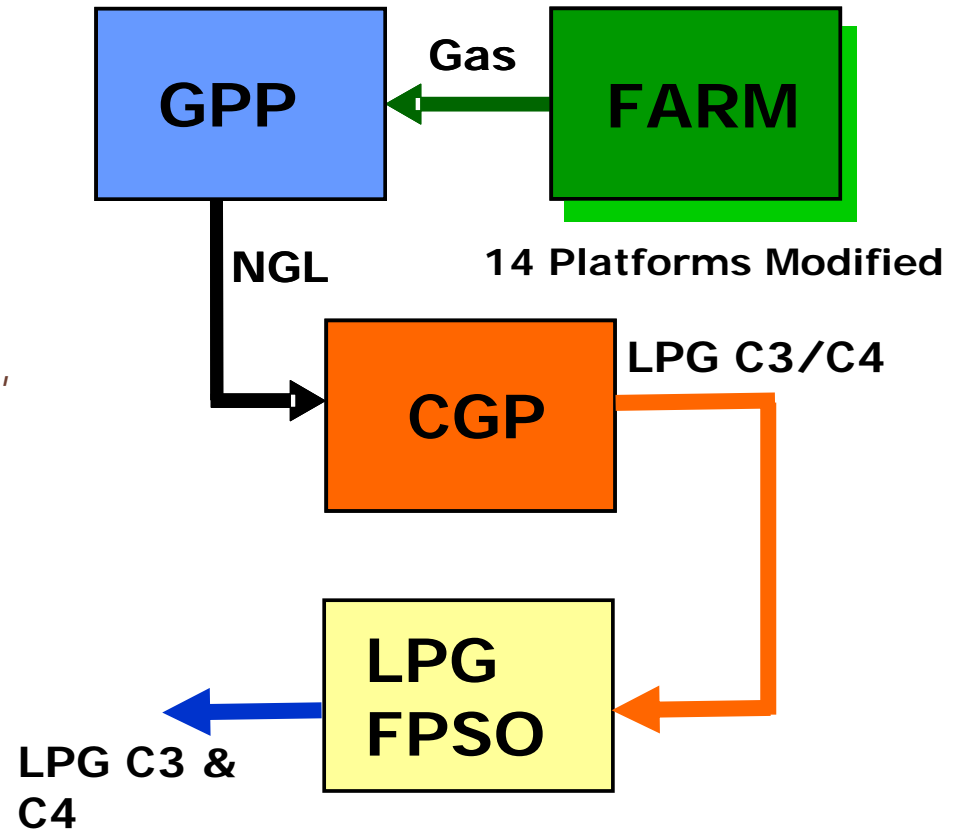 Gas
GPP
FARM
NGL
14 Platforms Modified
LPG C3/C4
,
CGP
LPG
FPSO
LPG C3 &
C4